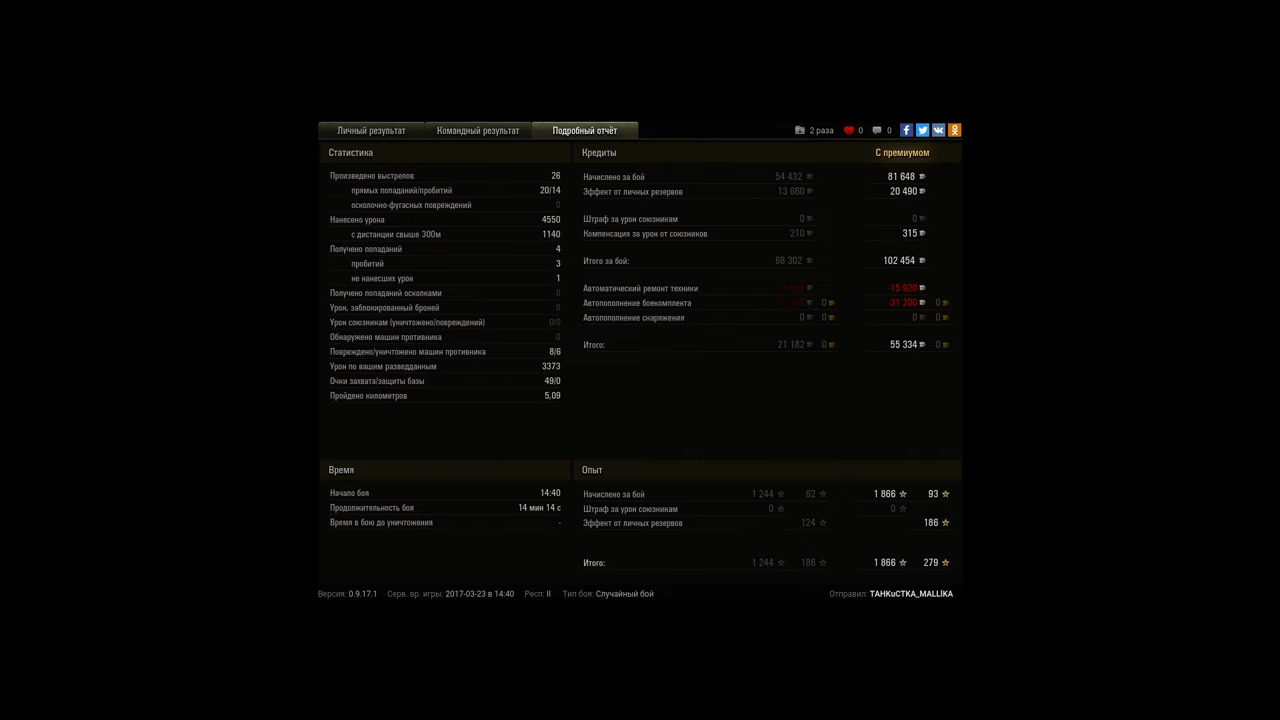 Личный результат Командный результат Подробный отчёт 2 раза 0 0
Статистика
Произведено выстрелов 26
прямых попаданий/пробитий 20/14
осколочно-фугасных повреждений 0
Нанесено урона 4550
с дистанции свыше 300м 1140
Получено попаданий 4
пробитий 3
не нанесших урон 1
Получено попаданий осколками 0
Урон, заблокированный броней 0
Урон союзникам (уничтожено/повреждений) 0/0
Обнаружено машин противника 0
Повреждено/уничтожено машин противника 8/6
Урон по вашим разведданным 3373
Очки захвата/защиты базы 49/0
Пройдено километров 5,09
Кредиты С премиумом
Начислено за бой 54 432 81 648
Эффект от личных резервов 13 660 20 490
Штраф за урон союзникам 0 0
Компенсация за урон от союзников 210 315
Итого за бой: 68 302 102 454
Автоматический ремонт техники -15 920
Автопополнение боекомплекта 0 -31 200 0
Автопополнение снаряжения 0 0 0 0
Итого: 21 182 0 55 334 0
Время
Начало боя 14:40
Продолжительность боя 14 мин 14 с
Время в бою до уничтожения -
Опыт
Начислено за бой 1 244 62 1 866 93
Штраф за урон союзникам 0 0
Эффект от личных резервов 124 186
Итого: 1 244 186 1 866 279
Версия: 0.9.17.1 Серв. вр. игры: 2017-03-23 в 14:40 Респ: II Тип боя: Случайный бой Отправил: TAHKuCTKA_MALLIKA